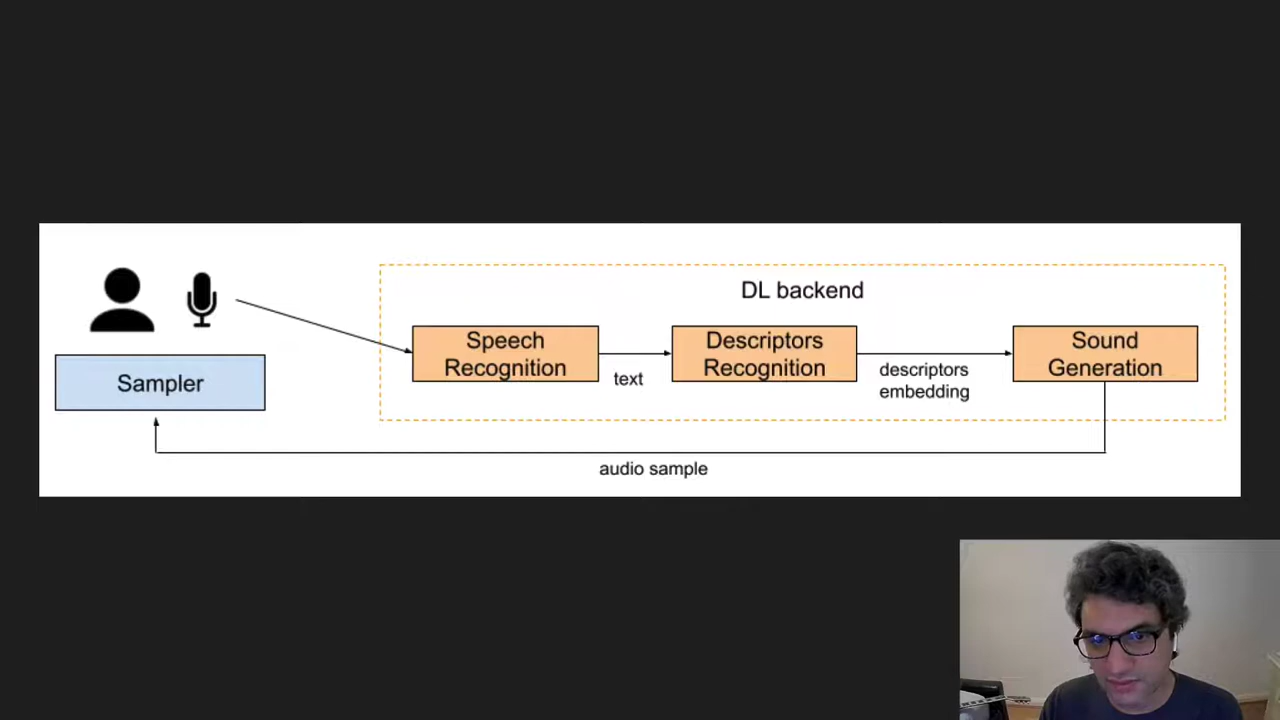 DL backend
Speech
Recognition
Descriptors
Recognition
Sound
Generation
Sampler
text
descriptors
embedding
audio sample